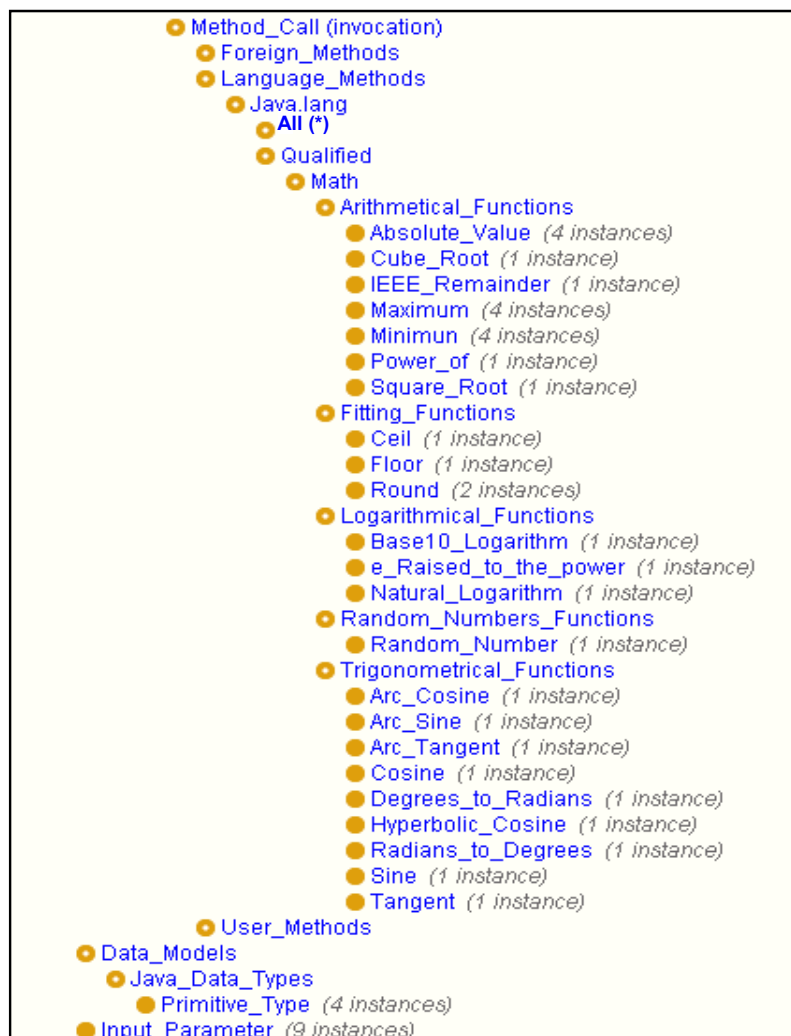 Method_Call (invocation)
Foreign_Methods
Language_Methods
Java.lang
All (*)
Qualified
Math
Arithmetical_Functions
Absolute_Value (4 instances)
Cube_Root (1 instance)
IEEE_Remainder (1 instance)
Maximum (4 instances)
Minimun (4 instances)
Power_of (1 instance)
Square_Root (1 instance)
Fitting_Functions
Ceil (1 instance)
Floor (1 instance)
Round (2 instances)
Logarithmical_Functions
Base10_Logarithm (1 instance)
e_Raised_to_the_power (1 instance)
Natural_Logarithm (1 instance)
Random_Numbers_Functions
Random_Number (1 instance)
Trigonometrical_Functions
Arc_Cosine (1 instance)
Arc_Sine (1 instance)
Arc_Tangent (1 instance)
Cosine (1 instance)
Degrees_to_Radians (1 instance)
Hyperbolic_Cosine (1 instance)
Radians_to_Degrees (1 instance)
Sine (1 instance)
Tangent (1 instance)
User_Methods
Data_Models
Java_Data_Types
Primitive_Type (4 instances)
Input_Parameter (9 instances)